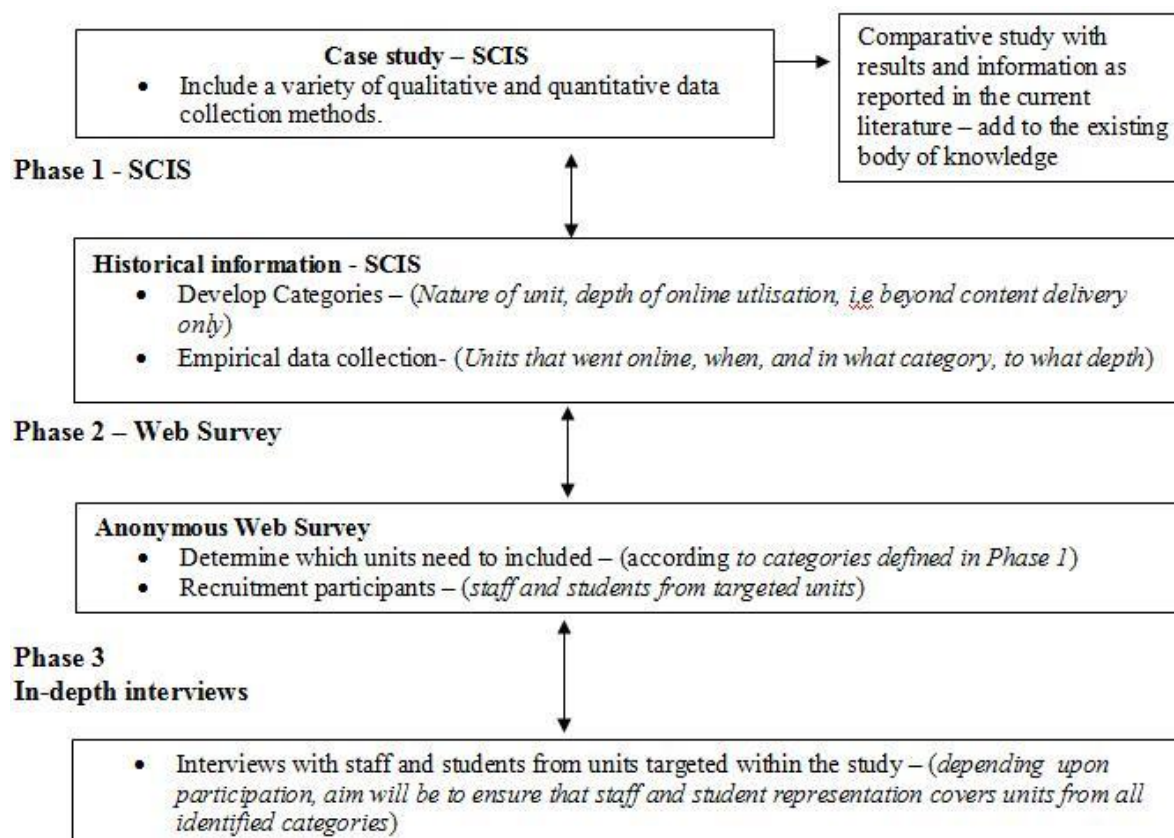 Case study – SCIS
• Include a variety of qualitative and quantitative data
collection methods.
Comparative study with
results and information as
reported in the current
literature – add to the existing
body of knowledge
Phase 1 - SCIS
Historical information - SCIS
• Develop Categories – (Nature of unit, depth of online utlisation, i,e beyond content delivery
only)
• Empirical data collection- (Units that went online, when, and in what category, to what depth)
Phase 2 – Web Survey
Anonymous Web Survey
• Determine which units need to included – (according to categories defined in Phase 1)
• Recruitment participants – (staff and students from targeted units)
Phase 3
In-depth interviews
• Interviews with staff and students from units targeted within the study – (depending upon
participation, aim will be to ensure that staff and student representation covers units from all
identified categories)